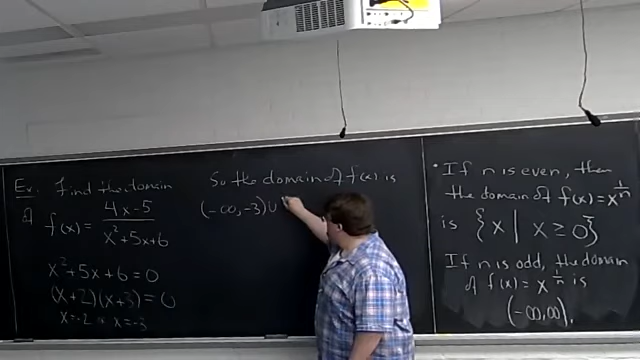 Ex. Find the domain
of f(x) = 4x-5 / x²+5x+6
x²+5x+6=0
(x+2)(x+3)=0
x=-2 or x=-3
So the domain of f(x) is
(-∞,-3)∪
• If n is even, then
the domain of f(x)=x^{1/n}
is {x | x ≥ 0}
If n is odd, the domain
of f(x) = x^{1/n} is
(-∞,∞).